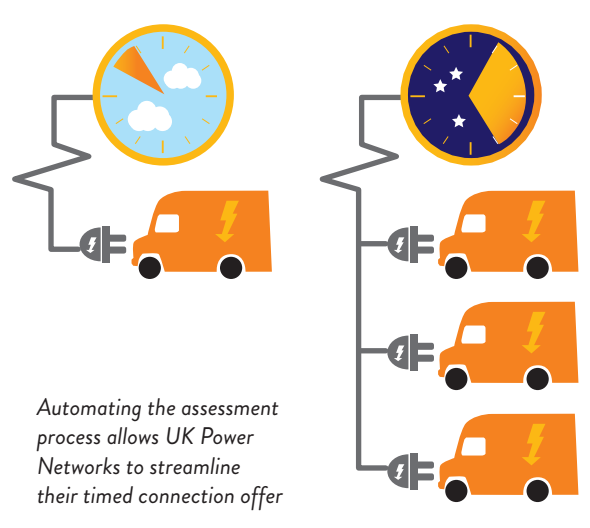 Automating the assessment
process allows UK Power
Networks to streamline
their timed connection offer